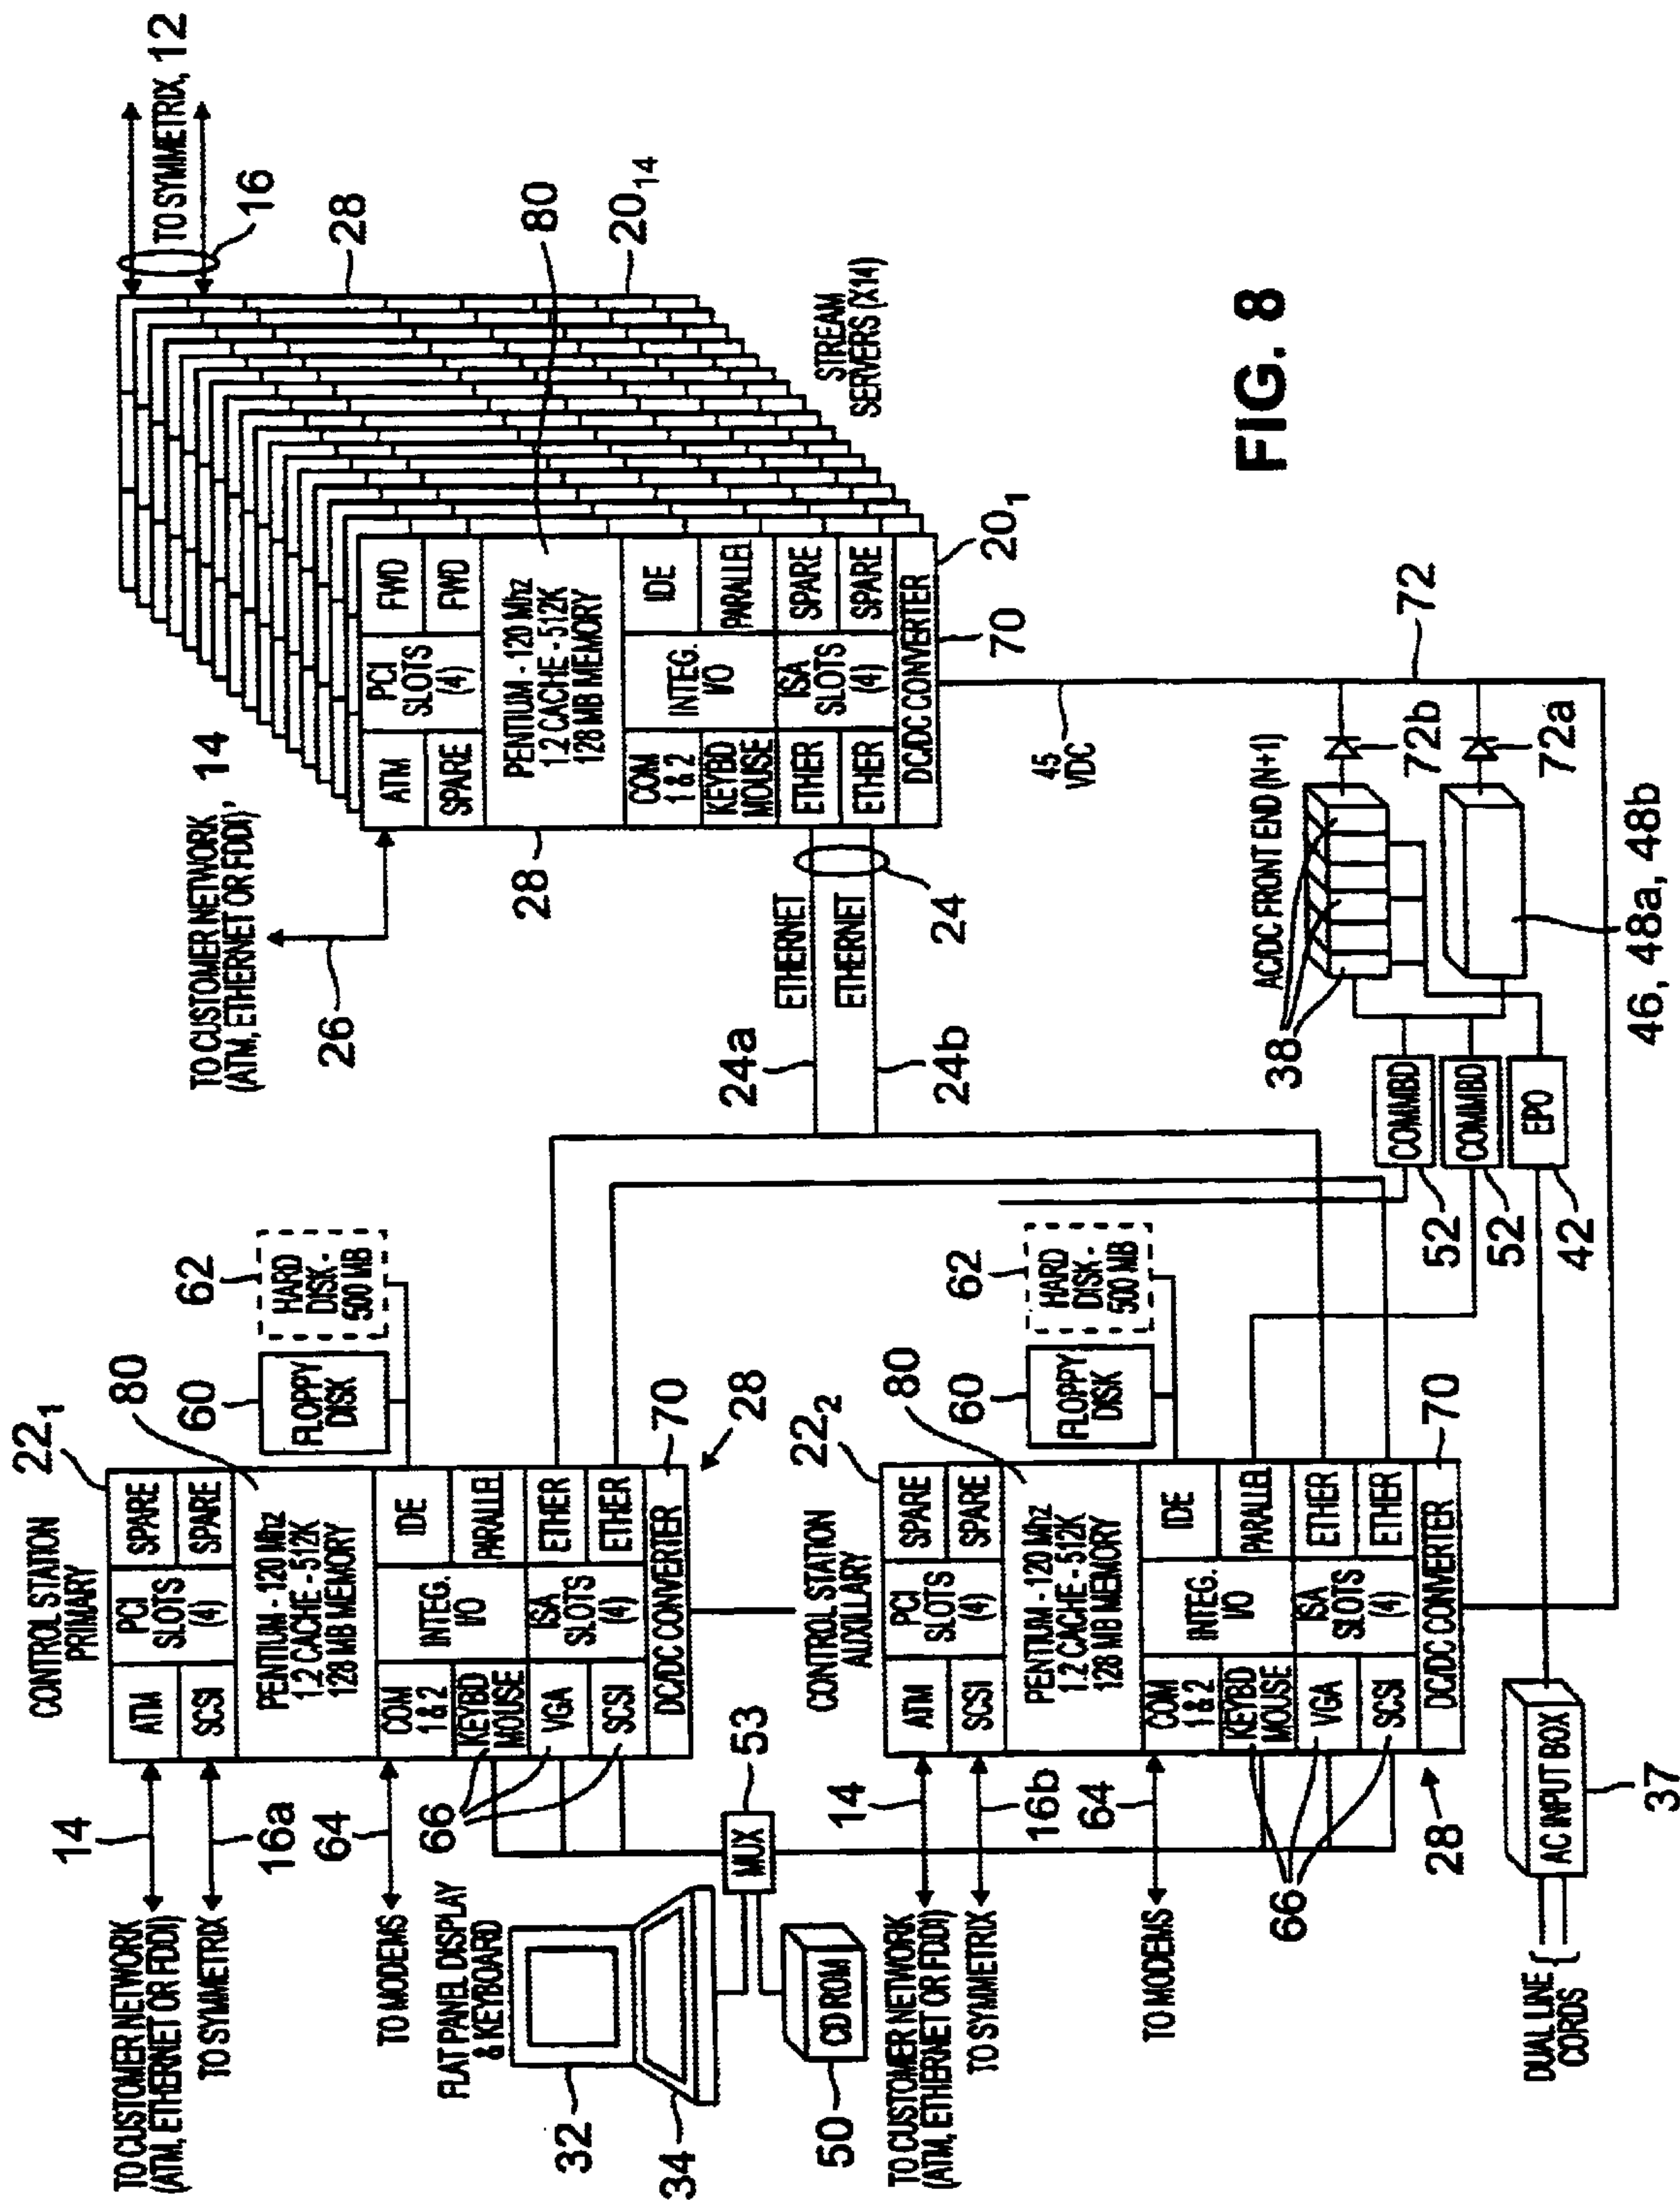 CONTROL STATION
PRIMARY
22₁
TO CUSTOMER NETWORK
(ATM, ETHERNET OR FDDI)
14
TO SYMMETRIX
16a
TO MODEMS
64
ATM
PCI
SLOTS
(4)
SPARE
SCSI
SPARE
80
PENTIUM - 120 Mhz
1.2 CACHE - 512K
128 MB MEMORY
COM
1 & 2
INTEG.
I/O
IDE
KEYBD
MOUSE
PARALLEL
VGA
ISA
SLOTS
(4)
ETHER
SCSI
ETHER
DC/DC CONVERTER
66
70
28
60
FLOPPY
DISK
62
HARD
DISK -
500 MB
FLAT PANEL DISPLAY
& KEYBOARD
32
34
MUX
53
CD ROM
50
CONTROL STATION
AUXILLARY
22₂
TO CUSTOMER NETWORK
(ATM, ETHERNET OR FDDI)
14
TO SYMMETRIX
16b
TO MODEMS
64
ATM
PCI
SLOTS
(4)
SPARE
SCSI
SPARE
80
PENTIUM - 120 Mhz
1.2 CACHE - 512K
128 MB MEMORY
COM
1 & 2
INTEG.
I/O
IDE
KEYBD
MOUSE
PARALLEL
VGA
ISA
SLOTS
(4)
ETHER
SCSI
ETHER
DC/DC CONVERTER
66
70
28
60
FLOPPY
DISK
62
HARD
DISK -
500 MB
DUAL LINE
CORDS
AC INPUT BOX
37
TO CUSTOMER NETWORK 14
(ATM, ETHERNET OR FDDI),
26
TO SYMMETRIX, 12
16
28
20₁₄
80
STREAM
SERVERS (X14)
ATM
PCI
SLOTS
(4)
FWD
SPARE
FWD
PENTIUM - 120 Mhz
1.2 CACHE - 512K
128 MB MEMORY
COM
1 & 2
INTEG.
I/O
IDE
KEYBD
MOUSE
PARALLEL
ETHER
ISA
SLOTS
(4)
SPARE
ETHER
SPARE
DC/DC CONVERTER
28
20₁
70
24a
ETHERNET
24b
ETHERNET
24
45
VDC
72
AC/DC FRONT END (N+1)
38
72b
72a
46, 48a, 48b
COMMBD
52
COMMBD
52
EPO
42
FIG. 8